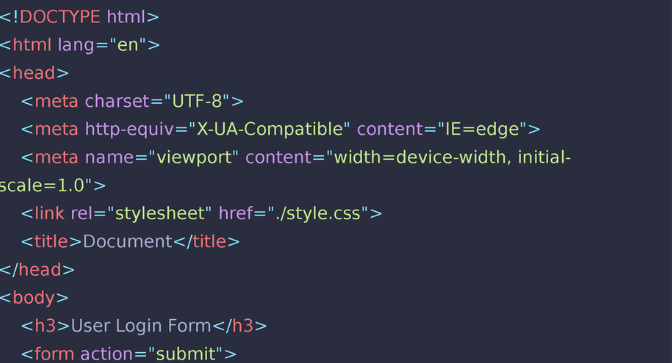 <!DOCTYPE html>
<html lang="en">
<head>
<meta charset="UTF-8">
<meta http-equiv="X-UA-Compatible" content="IE=edge">
<meta name="viewport" content="width=device-width, initial-
scale=1.0">
<link rel="stylesheet" href="./style.css">
<title>Document</title>
</head>
<body>
<h3>User Login Form</h3>
<form action="submit">